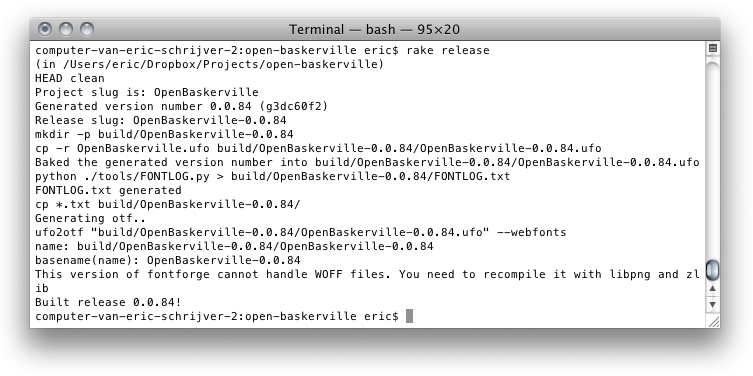 Terminal — bash — 95×20
computer-van-eric-schrijver-2:open-baskerville eric$ rake release
(in /Users/eric/Dropbox/Projects/open-baskerville)
HEAD clean
Project slug is: OpenBaskerville
Generated version number 0.0.84 (g3dc60f2)
Release slug: OpenBaskerville-0.0.84
mkdir -p build/OpenBaskerville-0.0.84
cp -r OpenBaskerville.ufo build/OpenBaskerville-0.0.84/OpenBaskerville-0.0.84.ufo
Baked the generated version number into build/OpenBaskerville-0.0.84/OpenBaskerville-0.0.84.ufo
python ./tools/FONTLOG.py > build/OpenBaskerville-0.0.84/FONTLOG.txt
FONTLOG.txt generated
cp *.txt build/OpenBaskerville-0.0.84/
Generating otf..
ufo2otf "build/OpenBaskerville-0.0.84/OpenBaskerville-0.0.84.ufo" --webfonts
name: build/OpenBaskerville-0.0.84/OpenBaskerville-0.0.84
basename(name): OpenBaskerville-0.0.84
This version of fontforge cannot handle WOFF files. You need to recompile it with libpng and zl
ib
Built release 0.0.84!
computer-van-eric-schrijver-2:open-baskerville eric$